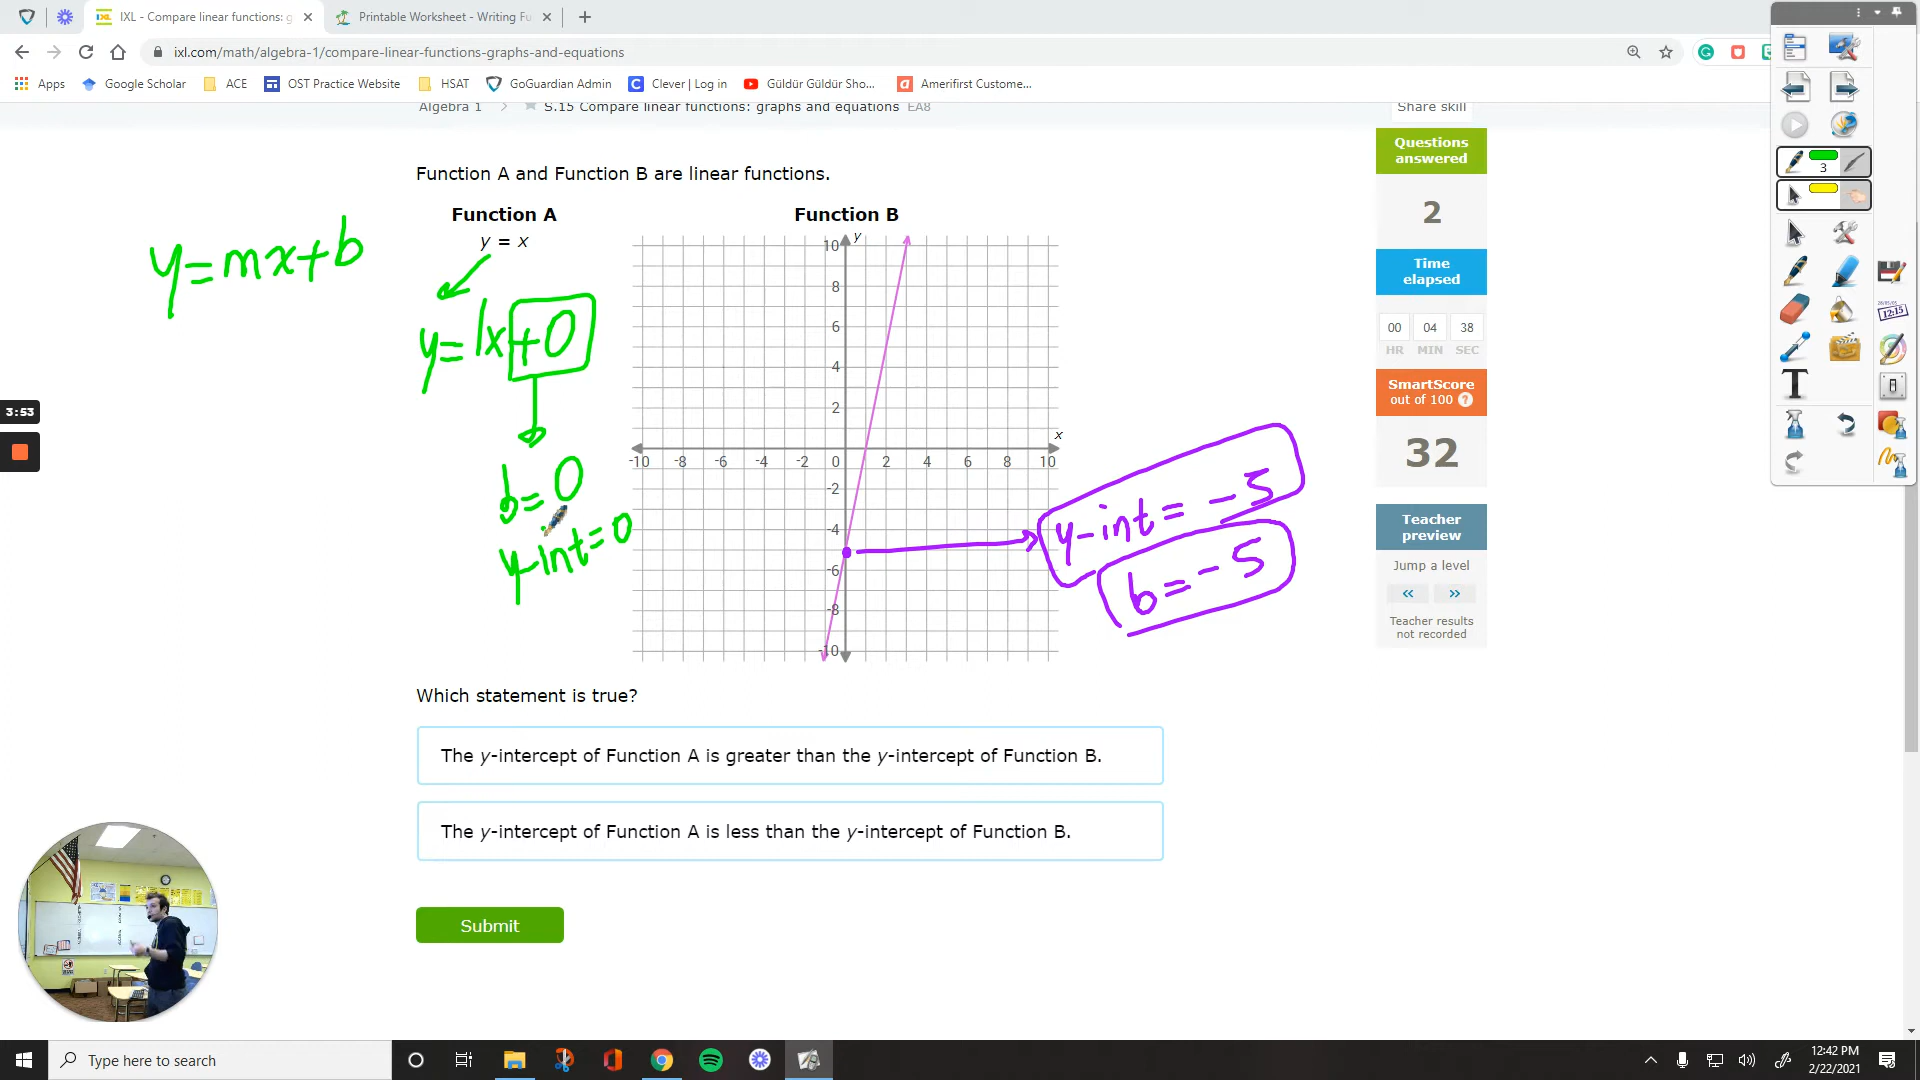 IXL - Compare linear functions: g
Printable Worksheet - Writing Fu
ixl.com/math/algebra-1/compare-linear-functions-graphs-and-equations
Apps
Google Scholar
ACE
OST Practice Website
HSAT
GoGuardian Admin
Clever | Log in
Güldür Güldür Sho...
Amerifirst Custome...
Algebra 1 > S.15 Compare linear functions: graphs and equations EA8
Share skill
Function A and Function B are linear functions.
Function A
y = x
Function B
y=mx+b
y=1x+0
b=0
y-int=0
y
10
8
6
4
2
x
-10 -8 -6 -4 -2 0 2 4 6 8 10
-2
-4
-6
-8
-10
y-int=-5
b=-5
Which statement is true?
The y-intercept of Function A is greater than the y-intercept of Function B.
The y-intercept of Function A is less than the y-intercept of Function B.
Submit
Questions
answered
2
Time
elapsed
00 04 38
HR MIN SEC
SmartScore
out of 100 ?
32
Teacher
preview
Jump a level
<< >>
Teacher results
not recorded
3:53
3
12:15
T
Type here to search
12:42 PM
2/22/2021